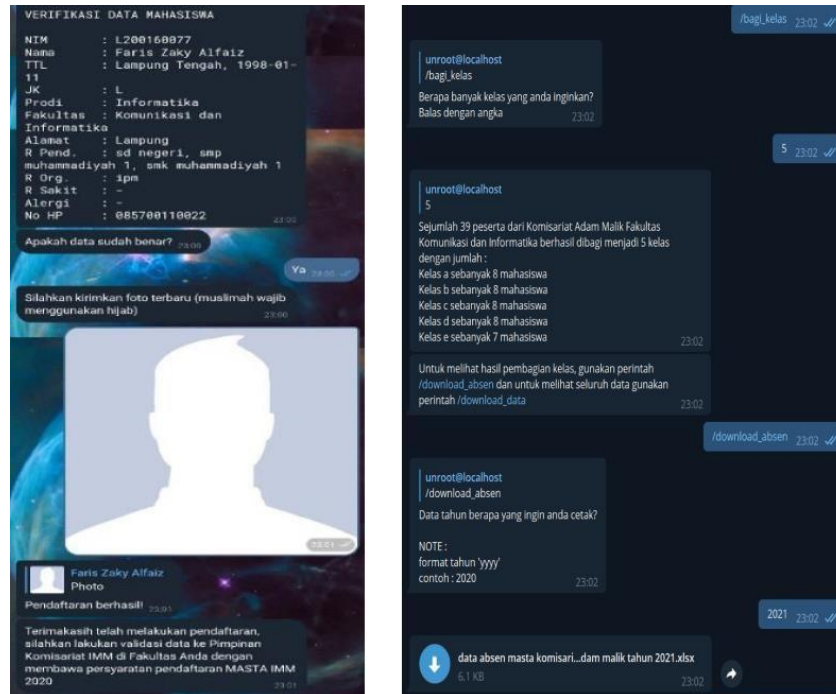 VERIFIKASI DATA MAHASISWA
NIM : L200160077
Nama : Faris Zaky Alfaiz
TTL : Lampung Tengah, 1998-01-
11
JK : L
Prodi : Informatika
Fakultas : Komunikasi dan
Informatika
Alamat : Lampung
R Pend. : sd negeri, smp
muhammadiyah 1, smk muhammadiyah 1
R Org. : ipm
R Sakit : -
Alergi : -
No HP : 085700110022
23:00
Apakah data sudah benar? 23:00
Ya 23:00
Silahkan kirimkan foto terbaru (muslimah wajib
menggunakan hijab) 23:00
23:01
Faris Zaky Alfaiz
Photo
Pendaftaran berhasil! 23:01
Terimakasih telah melakukan pendaftaran,
silahkan lakukan validasi data ke Pimpinan
Komisariat IMM di Fakultas Anda dengan
membawa persyaratan pendaftaran MASTA IMM
2020 23:01
/bagi_kelas 23:02
unroot@localhost
/bagi_kelas
Berapa banyak kelas yang anda inginkan?
Balas dengan angka 23:02
5 23:02
unroot@localhost
5
Sejumlah 39 peserta dari Komisariat Adam Malik Fakultas
Komunikasi dan Informatika berhasil dibagi menjadi 5 kelas
dengan jumlah :
Kelas a sebanyak 8 mahasiswa
Kelas b sebanyak 8 mahasiswa
Kelas c sebanyak 8 mahasiswa
Kelas d sebanyak 8 mahasiswa
Kelas e sebanyak 7 mahasiswa
23:02
Untuk melihat hasil pembagian kelas, gunakan perintah
/download_absen dan untuk melihat seluruh data gunakan
perintah /download_data 23:02
/download_absen 23:02
unroot@localhost
/download_absen
Data tahun berapa yang ingin anda cetak?
NOTE :
format tahun 'yyyy'
contoh : 2020 23:02
2021 23:02
data absen masta komisari...dam malik tahun 2021.xlsx
6.1 KB 23:02